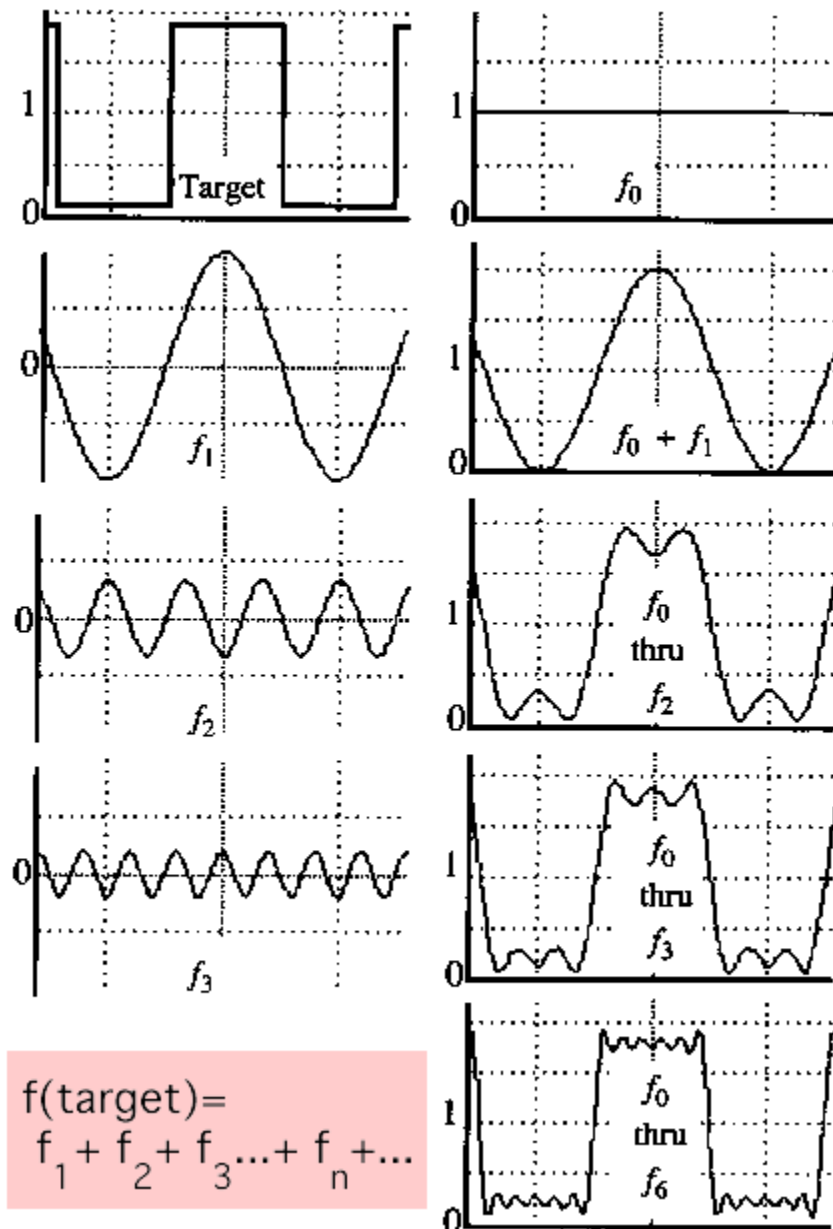 1
Target
0
1
f0
0
0
f1
1
f0 + f1
0
0
f2
1
f0
thru
f2
0
0
f3
1
f0
thru
f3
0
f(target)=
f1+ f2+ f3...+ fn+...
1
f0
thru
f6
0